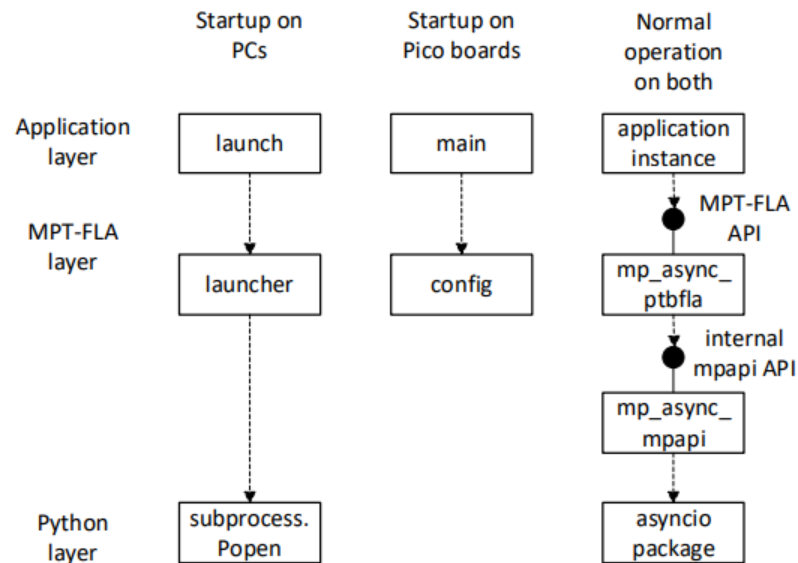 Startup on
PCs
Startup on
Pico boards
Normal
operation
on both
Application
layer
launch
main
application
instance
MPT-FLA
API
MPT-FLA
layer
launcher
config
mp_async_
ptbfla
internal
mpapi API
mp_async_
mpapi
Python
layer
subprocess.
Popen
asyncio
package